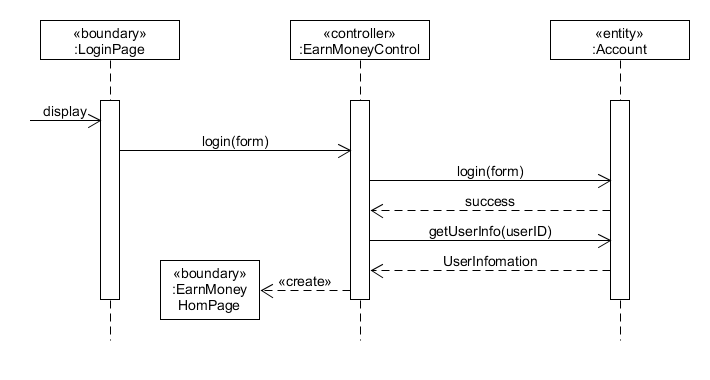 «boundary»
:LoginPage
«controller»
:EarnMoneyControl
«entity»
:Account
display
login(form)
login(form)
success
getUserInfo(userID)
UserInfomation
«create»
«boundary»
:EarnMoney
HomPage